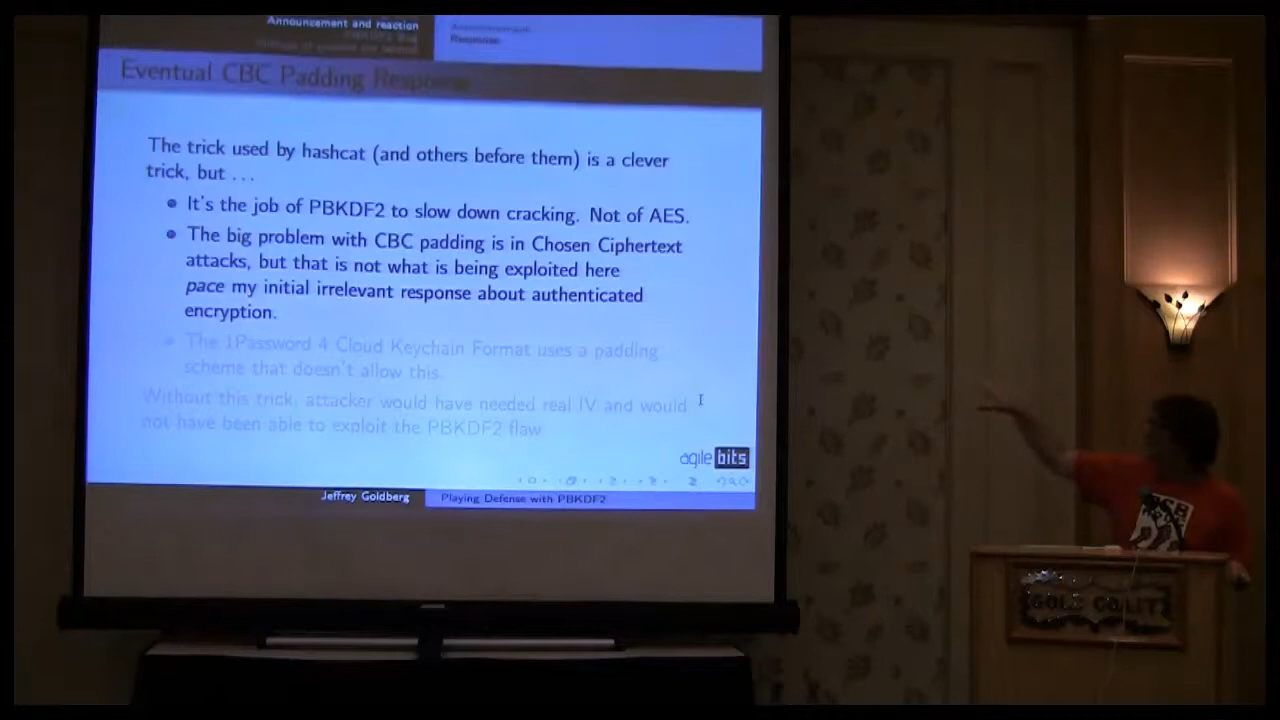 Announcement and reaction
Response
Eventual CBC Padding Response
The trick used by hashcat (and others before them) is a clever
trick, but ...
It's the job of PBKDF2 to slow down cracking. Not of AES.
The big problem with CBC padding is in Chosen Ciphertext
attacks, but that is not what is being exploited here
pace my initial irrelevant response about authenticated
encryption.
The 1Password 4 Cloud Keychain Format uses a padding
scheme that doesn't allow this.
Without this trick, attacker would have needed real IV and would
not have been able to exploit the PBKDF2 flaw
agilebits
Jeffrey Goldberg
Playing Defense with PBKDF2
GOLD COAST